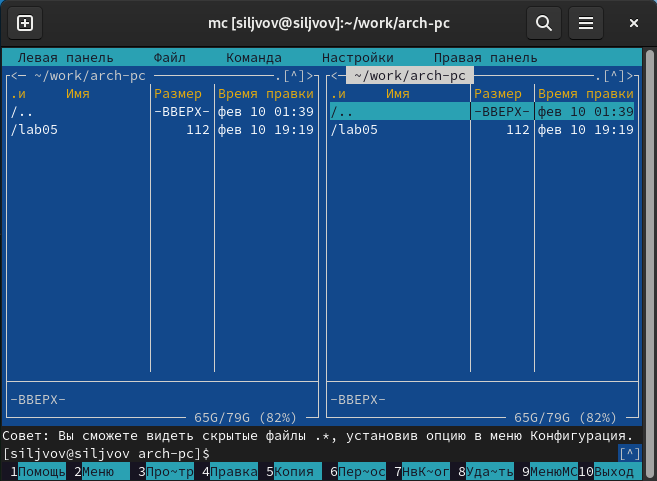 mc [siljvov@siljvov]:~/work/arch-pc
Левая панель Файл Команда Настройки Правая панель
<─ ~/work/arch-pc ─.[^]>
.и Имя Размер Время правки
/.. -ВВЕРХ- фев 10 01:39
/lab05 112 фев 10 19:19
-ВВЕРХ-
65G/79G (82%)
<─ ~/work/arch-pc ─.[^]>
.и Имя Размер Время правки
/.. -ВВЕРХ- фев 10 01:39
/lab05 112 фев 10 19:19
-ВВЕРХ-
65G/79G (82%)
Совет: Вы сможете видеть скрытые файлы .*, установив опцию в меню Конфигурация.
[siljvov@siljvov arch-pc]$ [^]
1Помощь 2Меню 3Про~тр 4Правка 5Копия 6Пер~ос 7НвК~ог 8Уда~ть 9МенюMC 10Выход